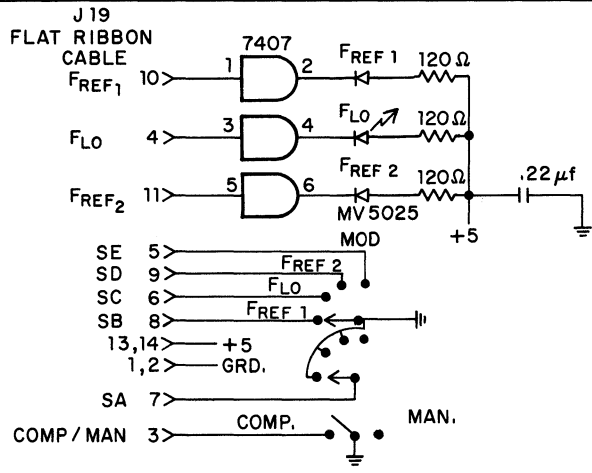 J19
FLAT RIBBON
CABLE
7407
FREF1 10 1 2 FREF 1 120Ω
FLO 4 3 4 FLO 120Ω
FREF2 11 5 6 FREF 2 120Ω .22 µf
MV5025 +5
SE 5 MOD
SD 9 FREF 2
SC 6 FLO
SB 8 FREF 1
13,14 +5
1,2 GRD.
SA 7
COMP/MAN 3 COMP. MAN.